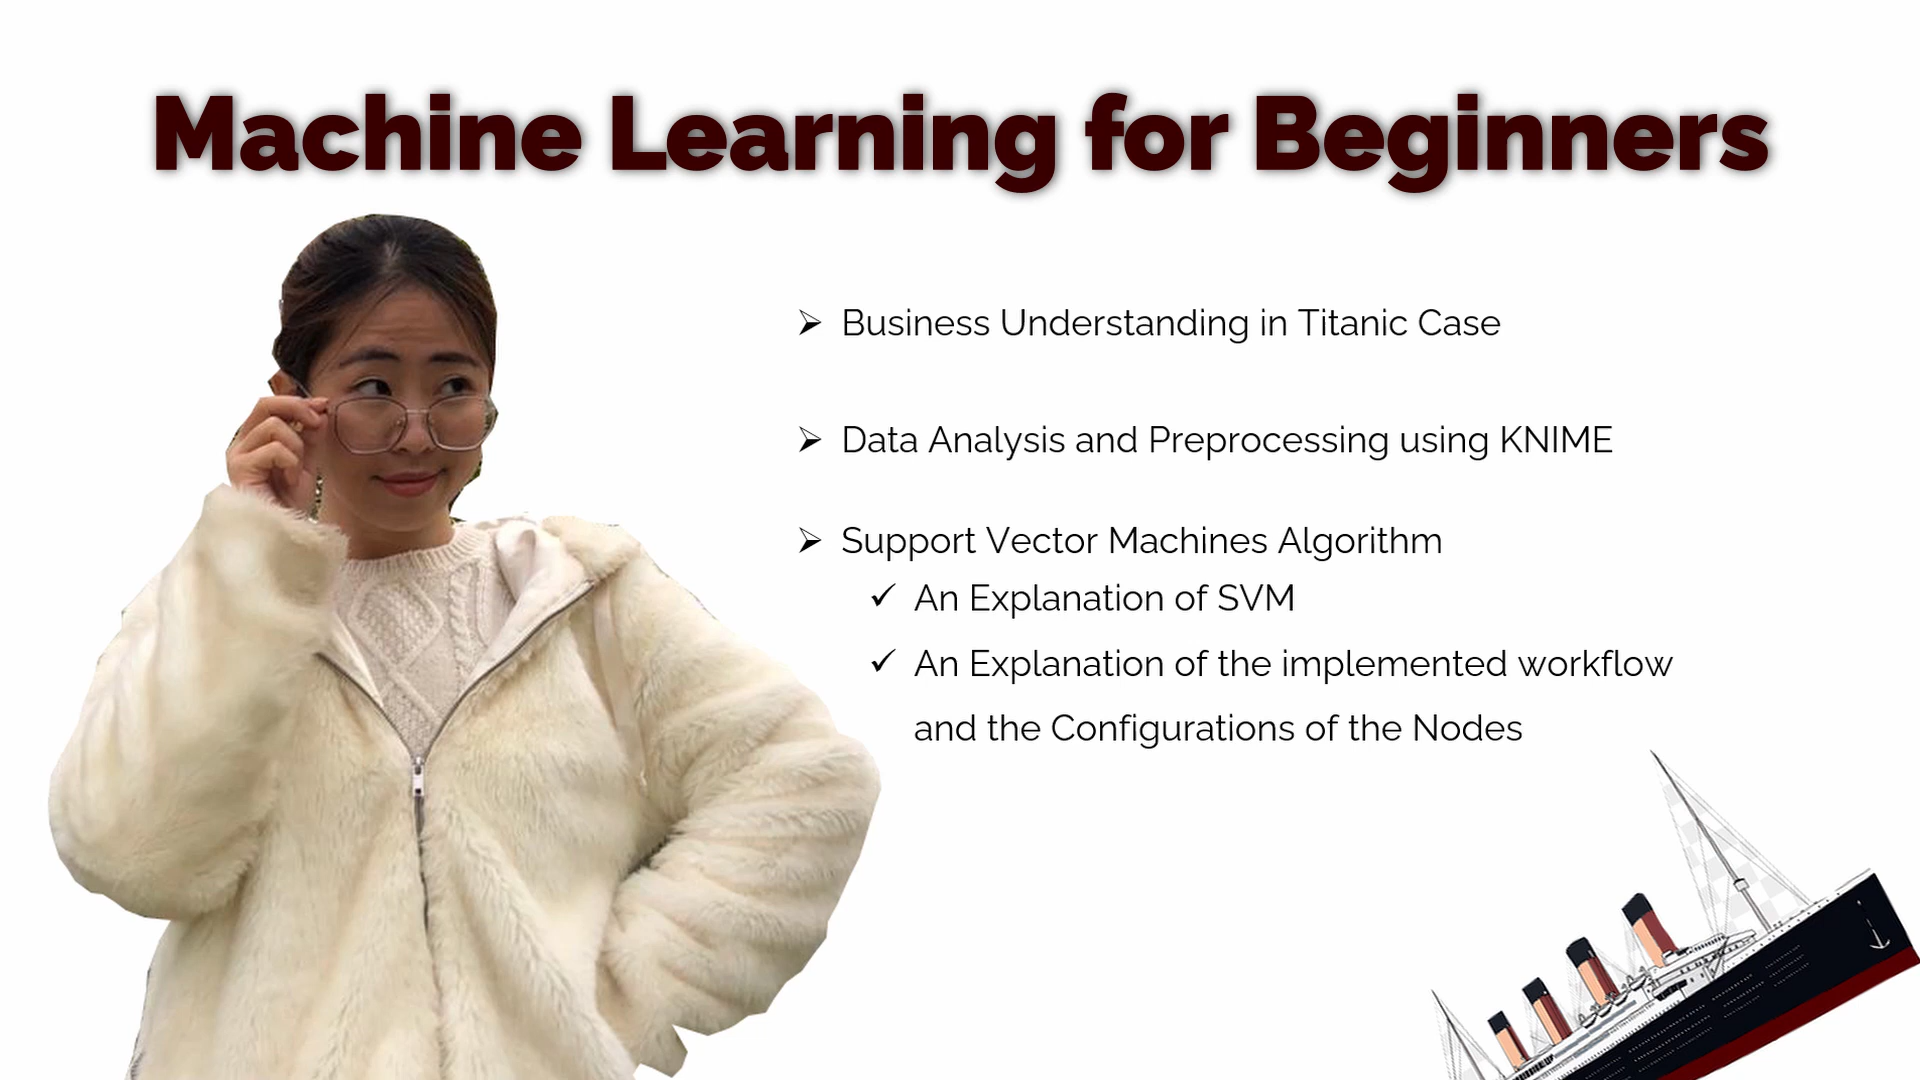 Machine Learning for Beginners
Business Understanding in Titanic Case
Data Analysis and Preprocessing using KNIME
Support Vector Machines Algorithm
An Explanation of SVM
An Explanation of the implemented workflow
and the Configurations of the Nodes